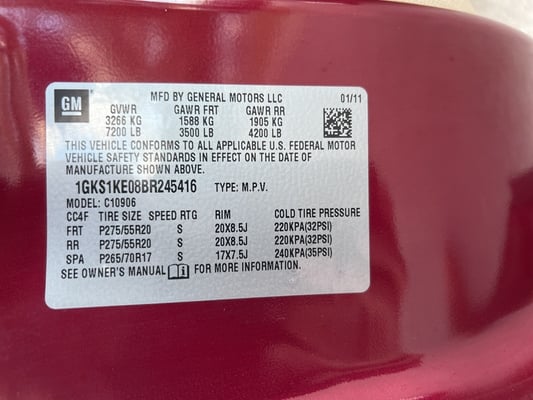 GM
MFD BY GENERAL MOTORS LLC 01/11
GVWR GAWR FRT GAWR RR
3266 KG 1588 KG 1905 KG
7200 LB 3500 LB 4200 LB
THIS VEHICLE CONFORMS TO ALL APPLICABLE U.S. FEDERAL MOTOR
VEHICLE SAFETY STANDARDS IN EFFECT ON THE DATE OF
MANUFACTURE SHOWN ABOVE.
1GKS1KE08BR245416 TYPE: M.P.V.
MODEL: C10906
CC4F TIRE SIZE SPEED RTG RIM COLD TIRE PRESSURE
FRT P275/55R20 S 20X8.5J 220KPA(32PSI)
RR P275/55R20 S 20X8.5J 220KPA(32PSI)
SPA P265/70R17 S 17X7.5J 240KPA(35PSI)
SEE OWNER'S MANUAL FOR MORE INFORMATION.